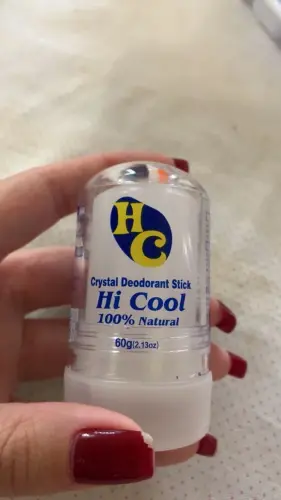 HC
Crystal Deodorant Stick
Hi Cool
100% Natural
60g(2.13oz)